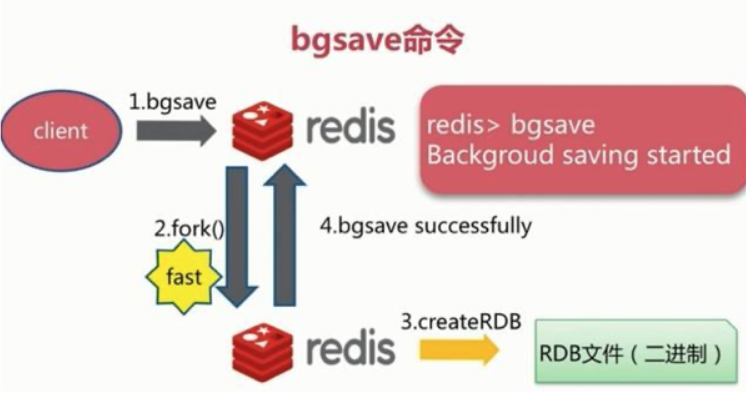 bgsave命令
1.bgsave
client
redis
redis> bgsave
Backgroud saving started
2.fork()
fast
4.bgsave successfully
redis
3.createRDB
RDB文件（二进制）